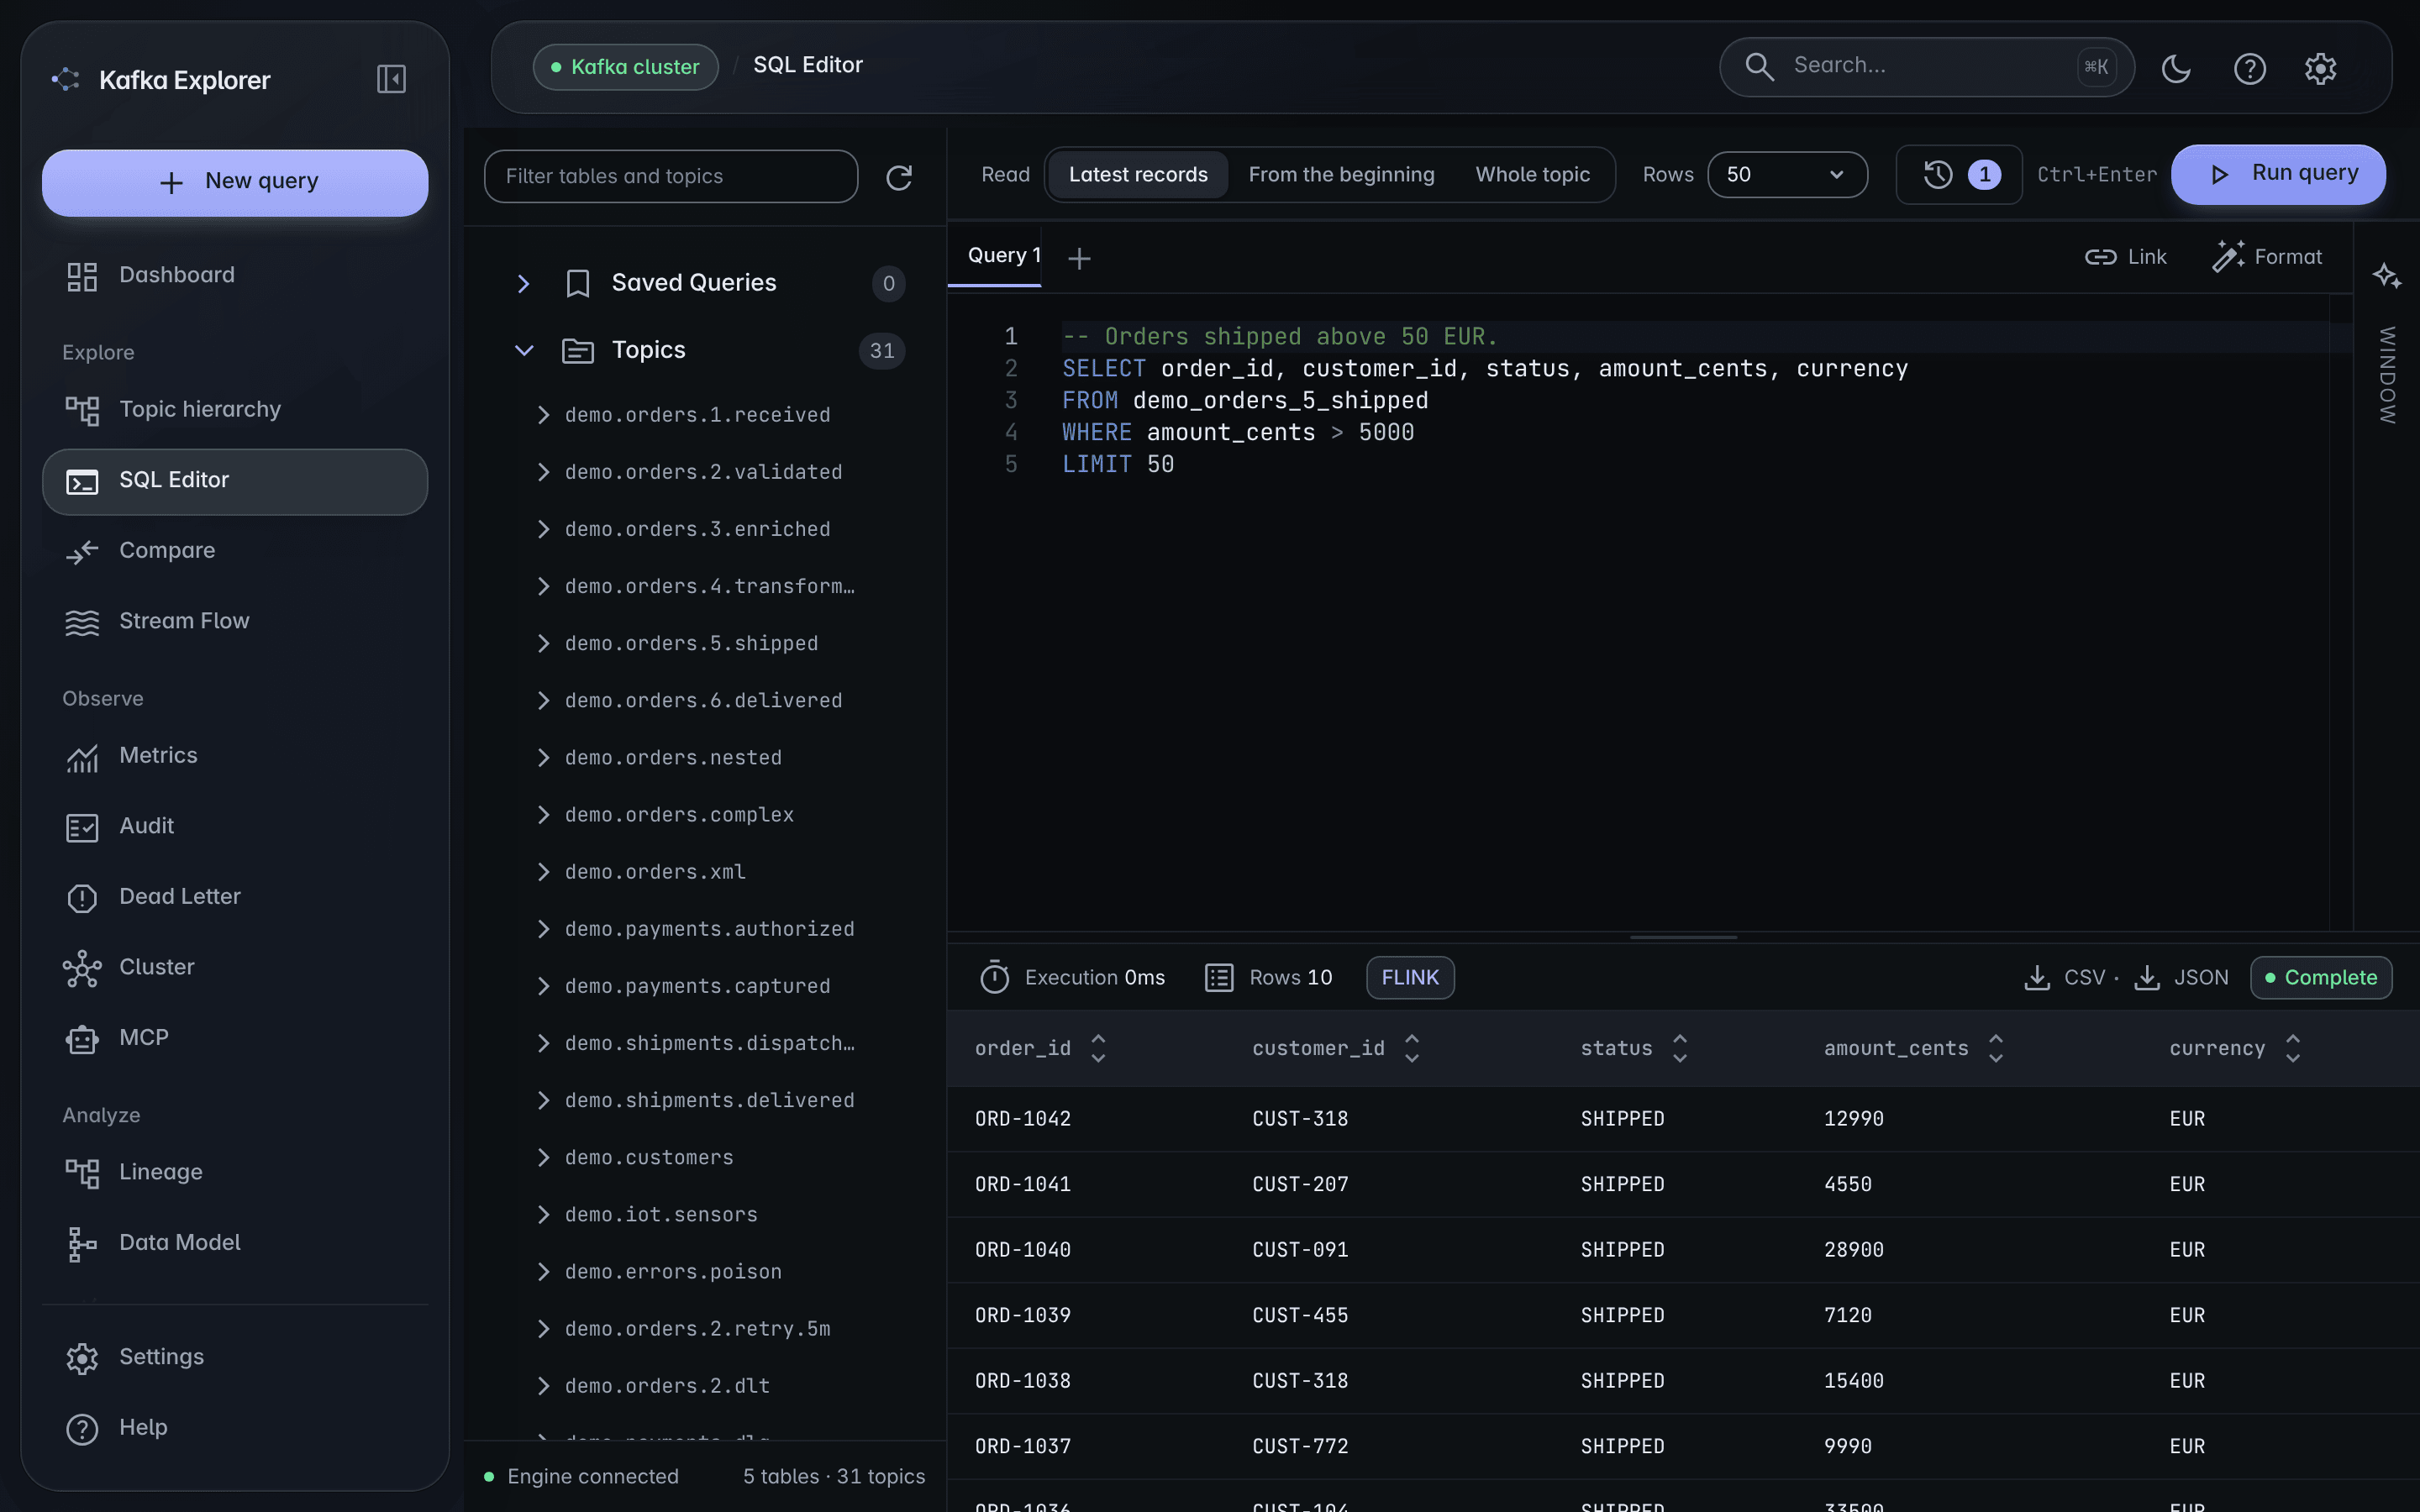 Kafka Explorer
New query
Dashboard
Explore
Topic hierarchy
SQL Editor
Compare
Stream Flow
Observe
Metrics
Audit
Dead Letter
Cluster
MCP
Analyze
Lineage
Data Model
Settings
Help
Kafka cluster / SQL Editor
Search... ⌘K
Filter tables and topics
Saved Queries 0
Topics 31
demo.orders.1.received
demo.orders.2.validated
demo.orders.3.enriched
demo.orders.4.transform…
demo.orders.5.shipped
demo.orders.6.delivered
demo.orders.nested
demo.orders.complex
demo.orders.xml
demo.payments.authorized
demo.payments.captured
demo.shipments.dispatch…
demo.shipments.delivered
demo.customers
demo.iot.sensors
demo.errors.poison
demo.orders.2.retry.5m
demo.orders.2.dlt
Engine connected 5 tables · 31 topics
Read Latest records From the beginning Whole topic Rows 50 1 Ctrl+Enter Run query
Query 1 Link Format
WINDOW
1 -- Orders shipped above 50 EUR.
2 SELECT order_id, customer_id, status, amount_cents, currency
3 FROM demo_orders_5_shipped
4 WHERE amount_cents > 5000
5 LIMIT 50
Execution 0ms Rows 10 FLINK CSV · JSON Complete
order_id customer_id status amount_cents currency
ORD-1042 CUST-318 SHIPPED 12990 EUR
ORD-1041 CUST-207 SHIPPED 4550 EUR
ORD-1040 CUST-091 SHIPPED 28900 EUR
ORD-1039 CUST-455 SHIPPED 7120 EUR
ORD-1038 CUST-318 SHIPPED 15400 EUR
ORD-1037 CUST-772 SHIPPED 9990 EUR
ORD-1036 CUST-104 SHIPPED 33500 EUR